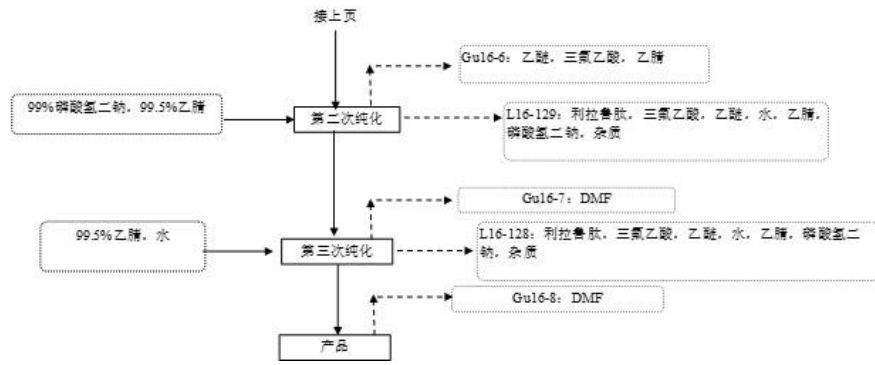 接上页
Gu16-6：乙醚，三氟乙酸，乙腈
99%磷酸氢二钠，99.5%乙腈
第二次纯化
L16-129：利拉鲁肽，三氟乙酸，乙醚，水，乙腈，
磷酸氢二钠，杂质
Gu16-7：DMF
99.5%乙腈，水
第三次纯化
L16-128：利拉鲁肽，三氟乙酸，乙醚，水，乙腈，磷酸氢二
钠，杂质
Gu16-8：DMF
产品